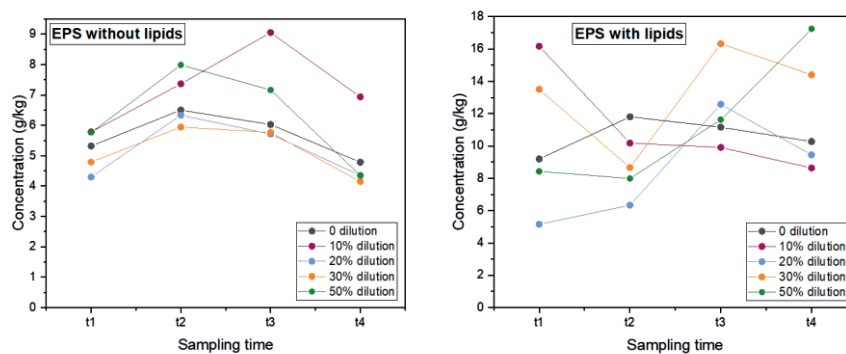 EPS without lipids
Concentration (g/kg)
9
8
7
6
5
4
3
2
1
0
t1 t2 t3 t4
Sampling time
0 dilution
10% dilution
20% dilution
30% dilution
50% dilution
EPS with lipids
Concentration (g/kg)
18
16
14
12
10
8
6
4
2
0
t1 t2 t3 t4
Sampling time
0 dilution
10% dilution
20% dilution
30% dilution
50% dilution